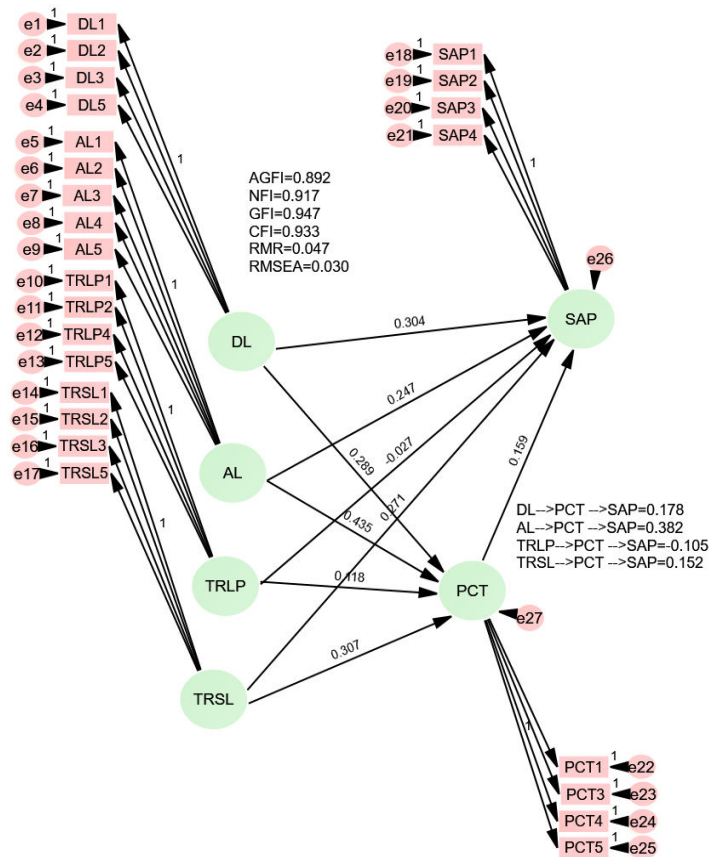 e1 1 DL1
e2 1 DL2
e3 1 DL3
e4 1 DL5
e5 1 AL1
e6 1 AL2
e7 1 AL3
e8 1 AL4
e9 1 AL5
e10 1 TRLP1
e11 1 TRLP2
e12 1 TRLP4
e13 1 TRLP5
e14 1 TRSL1
e15 1 TRSL2
e16 1 TRSL3
e17 1 TRSL5
1
1
1
1
e18 1 SAP1
e19 1 SAP2
e20 1 SAP3
e21 1 SAP4
1
AGFI=0.892
NFI=0.917
GFI=0.947
CFI=0.933
RMR=0.047
RMSEA=0.030
e26
SAP
DL
AL
TRLP
TRSL
0.304
0.247
-0.027
0.271
0.289
0.435
0.118
0.307
0.159
DL-->PCT -->SAP=0.178
AL-->PCT -->SAP=0.382
TRLP-->PCT -->SAP=-0.105
TRSL-->PCT -->SAP=0.152
PCT
e27
1
PCT1 1 e22
PCT3 1 e23
PCT4 1 e24
PCT5 1 e25